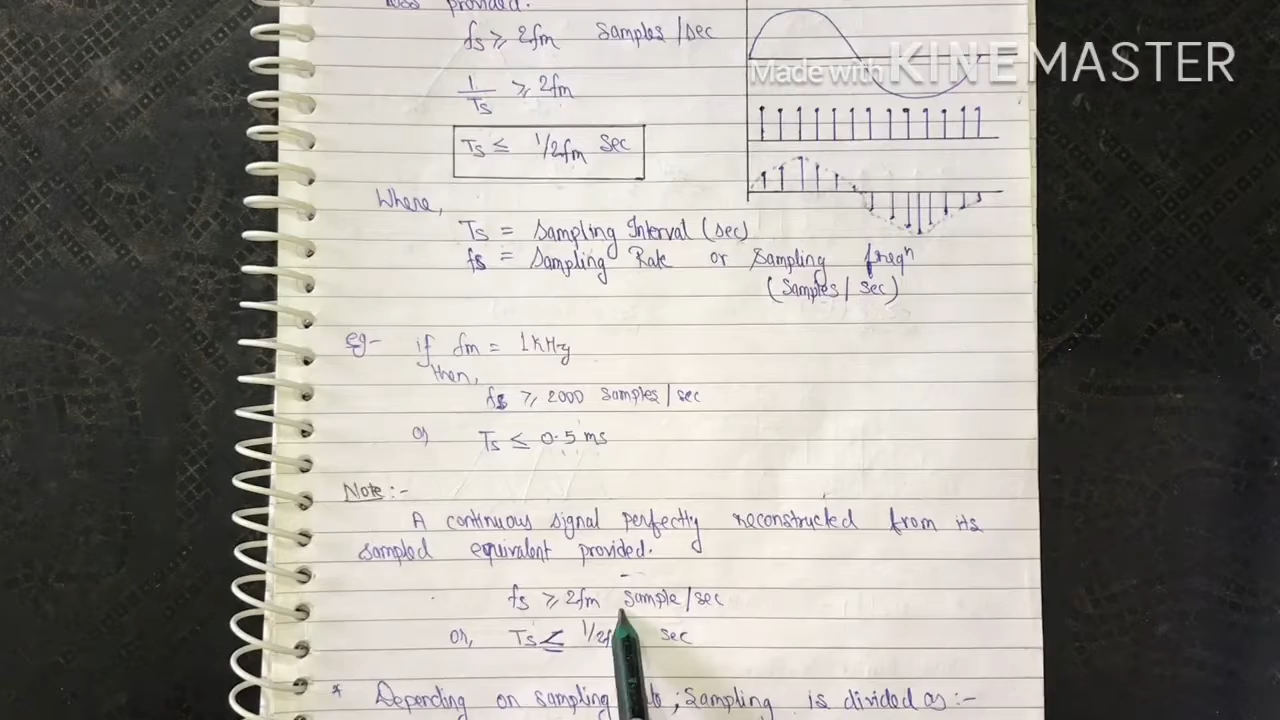 provided.
fs ≥ 2fm Samples/sec
Made with KINEMASTER
1/Ts ≥ 2fm
Ts ≤ 1/2fm Sec
Where,
Ts = Sampling Interval (sec)
fs = Sampling Rate or Sampling freqn
(Samples/sec)
eg- if fm = 1KHz
then,
fs ≥ 2000 samples/sec
or Ts ≤ 0.5 ms
Note:-
A continuous signal perfectly reconstructed from its
sampled equivalent provided.
fs ≥ 2fm sample/sec
or, Ts ≤ 1/2f sec
* Depending on sampling ; Sampling is divided as:-